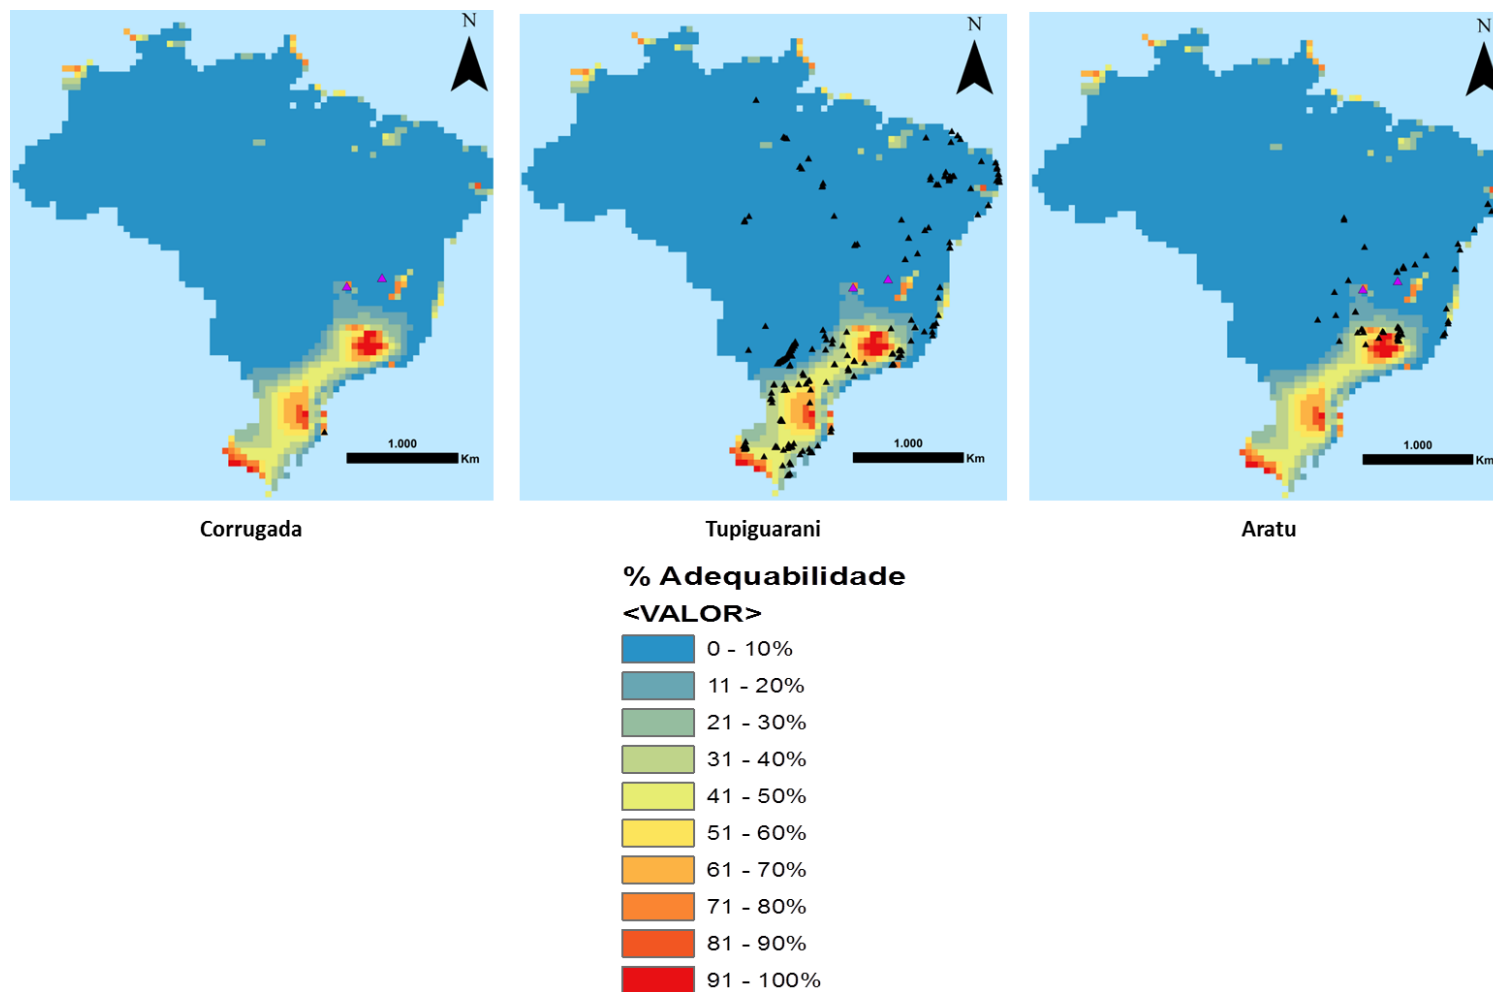 N
N
N
1.000
Km
1.000
Km
1.000
Km
Corrugada
Tupiguarani
Aratu
% Adequabilidade
<VALOR>
0 - 10%
11 - 20%
21 - 30%
31 - 40%
41 - 50%
51 - 60%
61 - 70%
71 - 80%
81 - 90%
91 - 100%